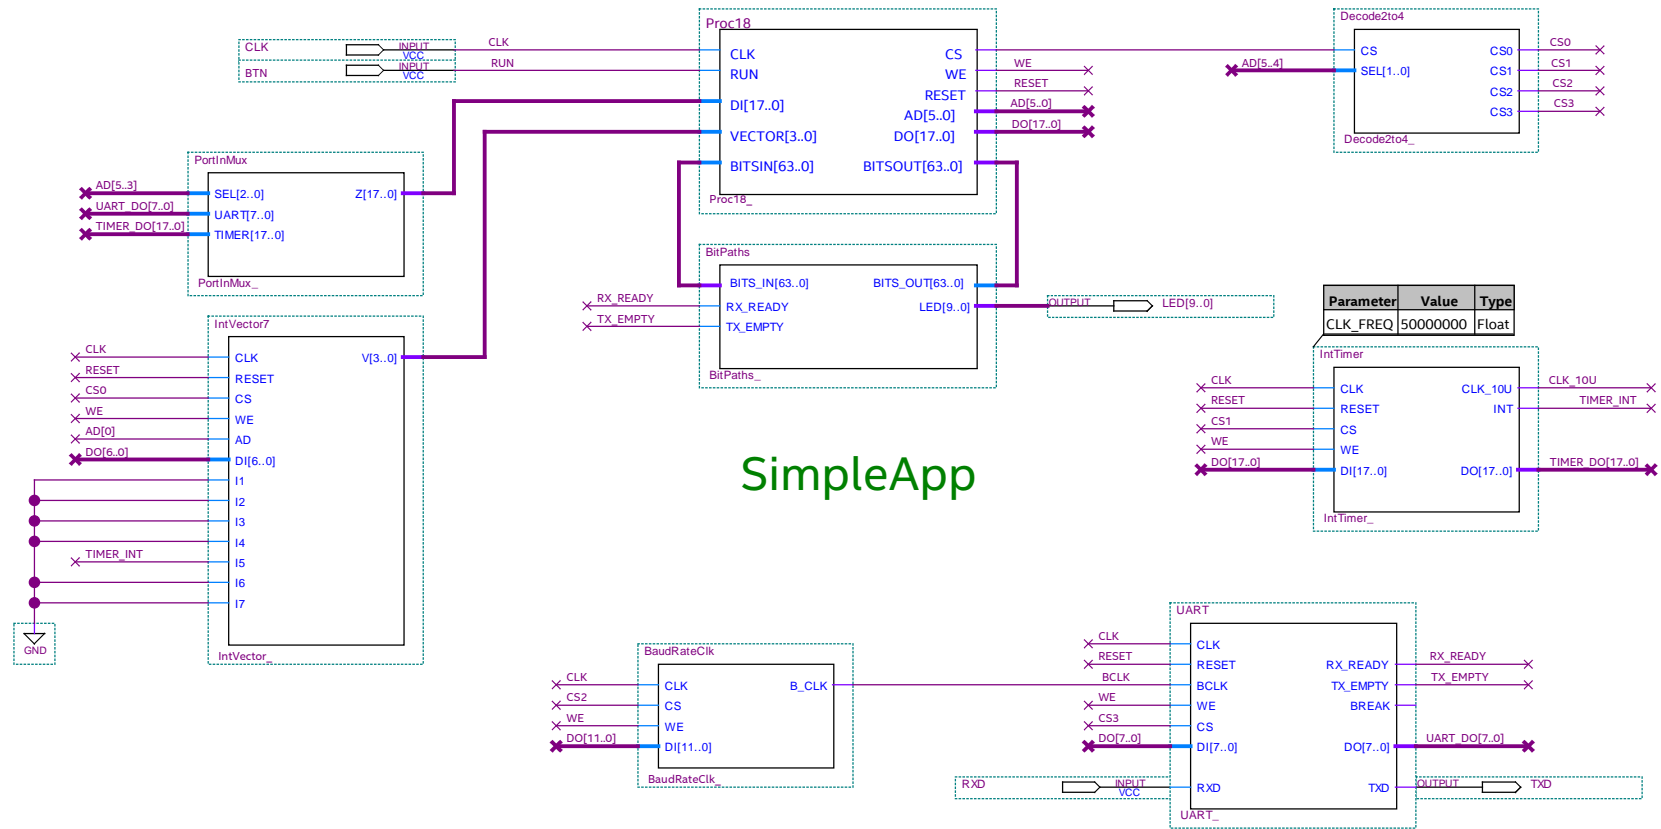 CLK
INPUT
VCC
CLK
BTN
INPUT
VCC
RUN
Proc18
CLK
RUN
DI[17..0]
VECTOR[3..0]
BITSIN[63..0]
CS
WE
RESET
AD[5..0]
DO[17..0]
BITSOUT[63..0]
Proc18_
WE
RESET
AD[5..0]
DO[17..0]
Decode2to4
AD[5..4]
CS
SEL[1..0]
CS0
CS1
CS2
CS3
Decode2to4_
CS0
CS1
CS2
CS3
PortInMux
AD[5..3]
UART_DO[7..0]
TIMER_DO[17..0]
SEL[2..0]
UART[7..0]
TIMER[17..0]
Z[17..0]
PortInMux_
BitPaths
RX_READY
TX_EMPTY
BITS_IN[63..0]
RX_READY
TX_EMPTY
BITS_OUT[63..0]
LED[9..0]
BitPaths_
OUTPUT
LED[9..0]
IntVector7
CLK
RESET
CS0
WE
AD[0]
DO[6..0]
TIMER_INT
CLK
RESET
CS
WE
AD
DI[6..0]
I1
I2
I3
I4
I5
I6
I7
V[3..0]
IntVector_
GND
SimpleApp
Parameter Value Type
CLK_FREQ 50000000 Float
IntTimer
CLK
RESET
CS1
WE
DO[17..0]
CLK
RESET
CS
WE
DI[17..0]
CLK_10U
INT
DO[17..0]
IntTimer_
CLK_10U
TIMER_INT
TIMER_DO[17..0]
BaudRateClk
CLK
CS2
WE
DO[11..0]
CLK
CS
WE
DI[11..0]
B_CLK
BaudRateClk_
UART
CLK
RESET
BCLK
WE
CS3
DO[7..0]
CLK
RESET
BCLK
WE
CS
DI[7..0]
RXD
RX_READY
TX_EMPTY
BREAK
DO[7..0]
TXD
UART_
RX_READY
TX_EMPTY
UART_DO[7..0]
RXD
INPUT
VCC
OUTPUT
TXD